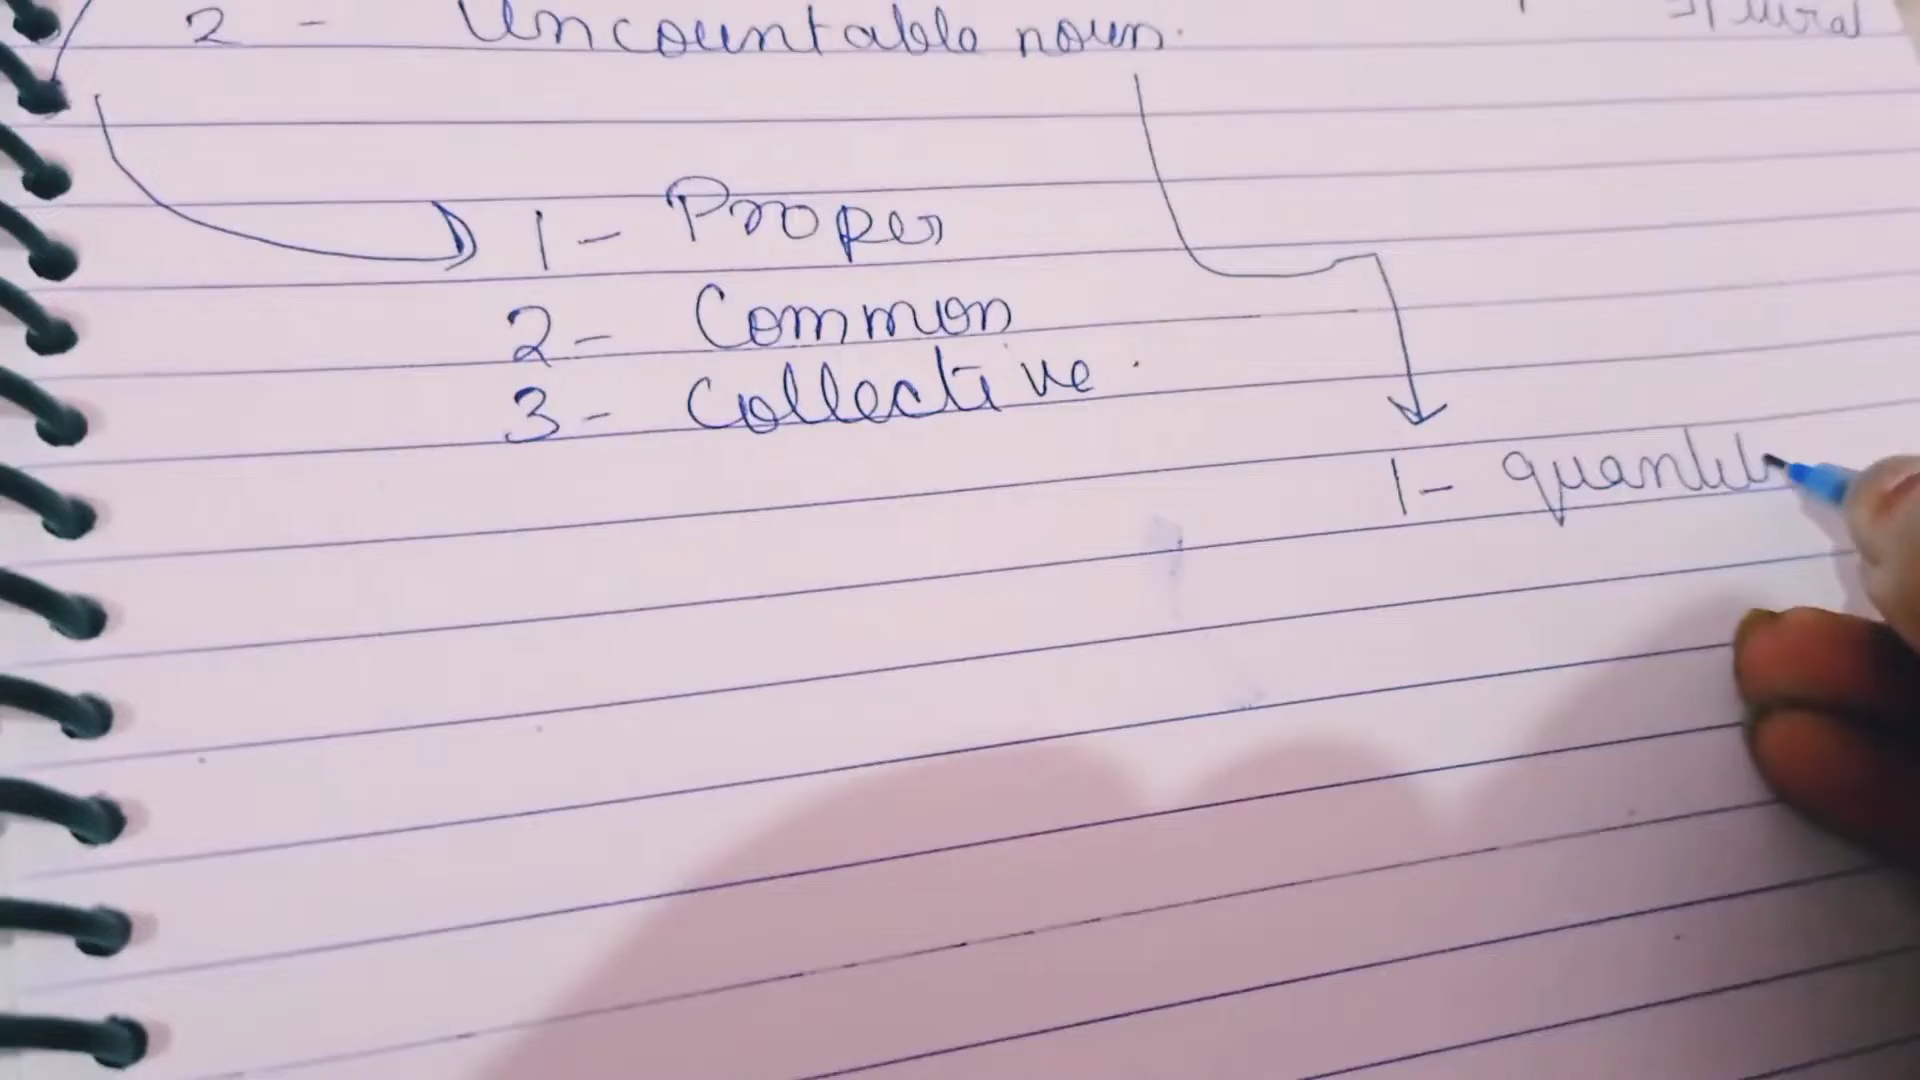 2 - Uncountable noun.
1 - Proper
2 - Common
3 - Collective.
1 - quantit